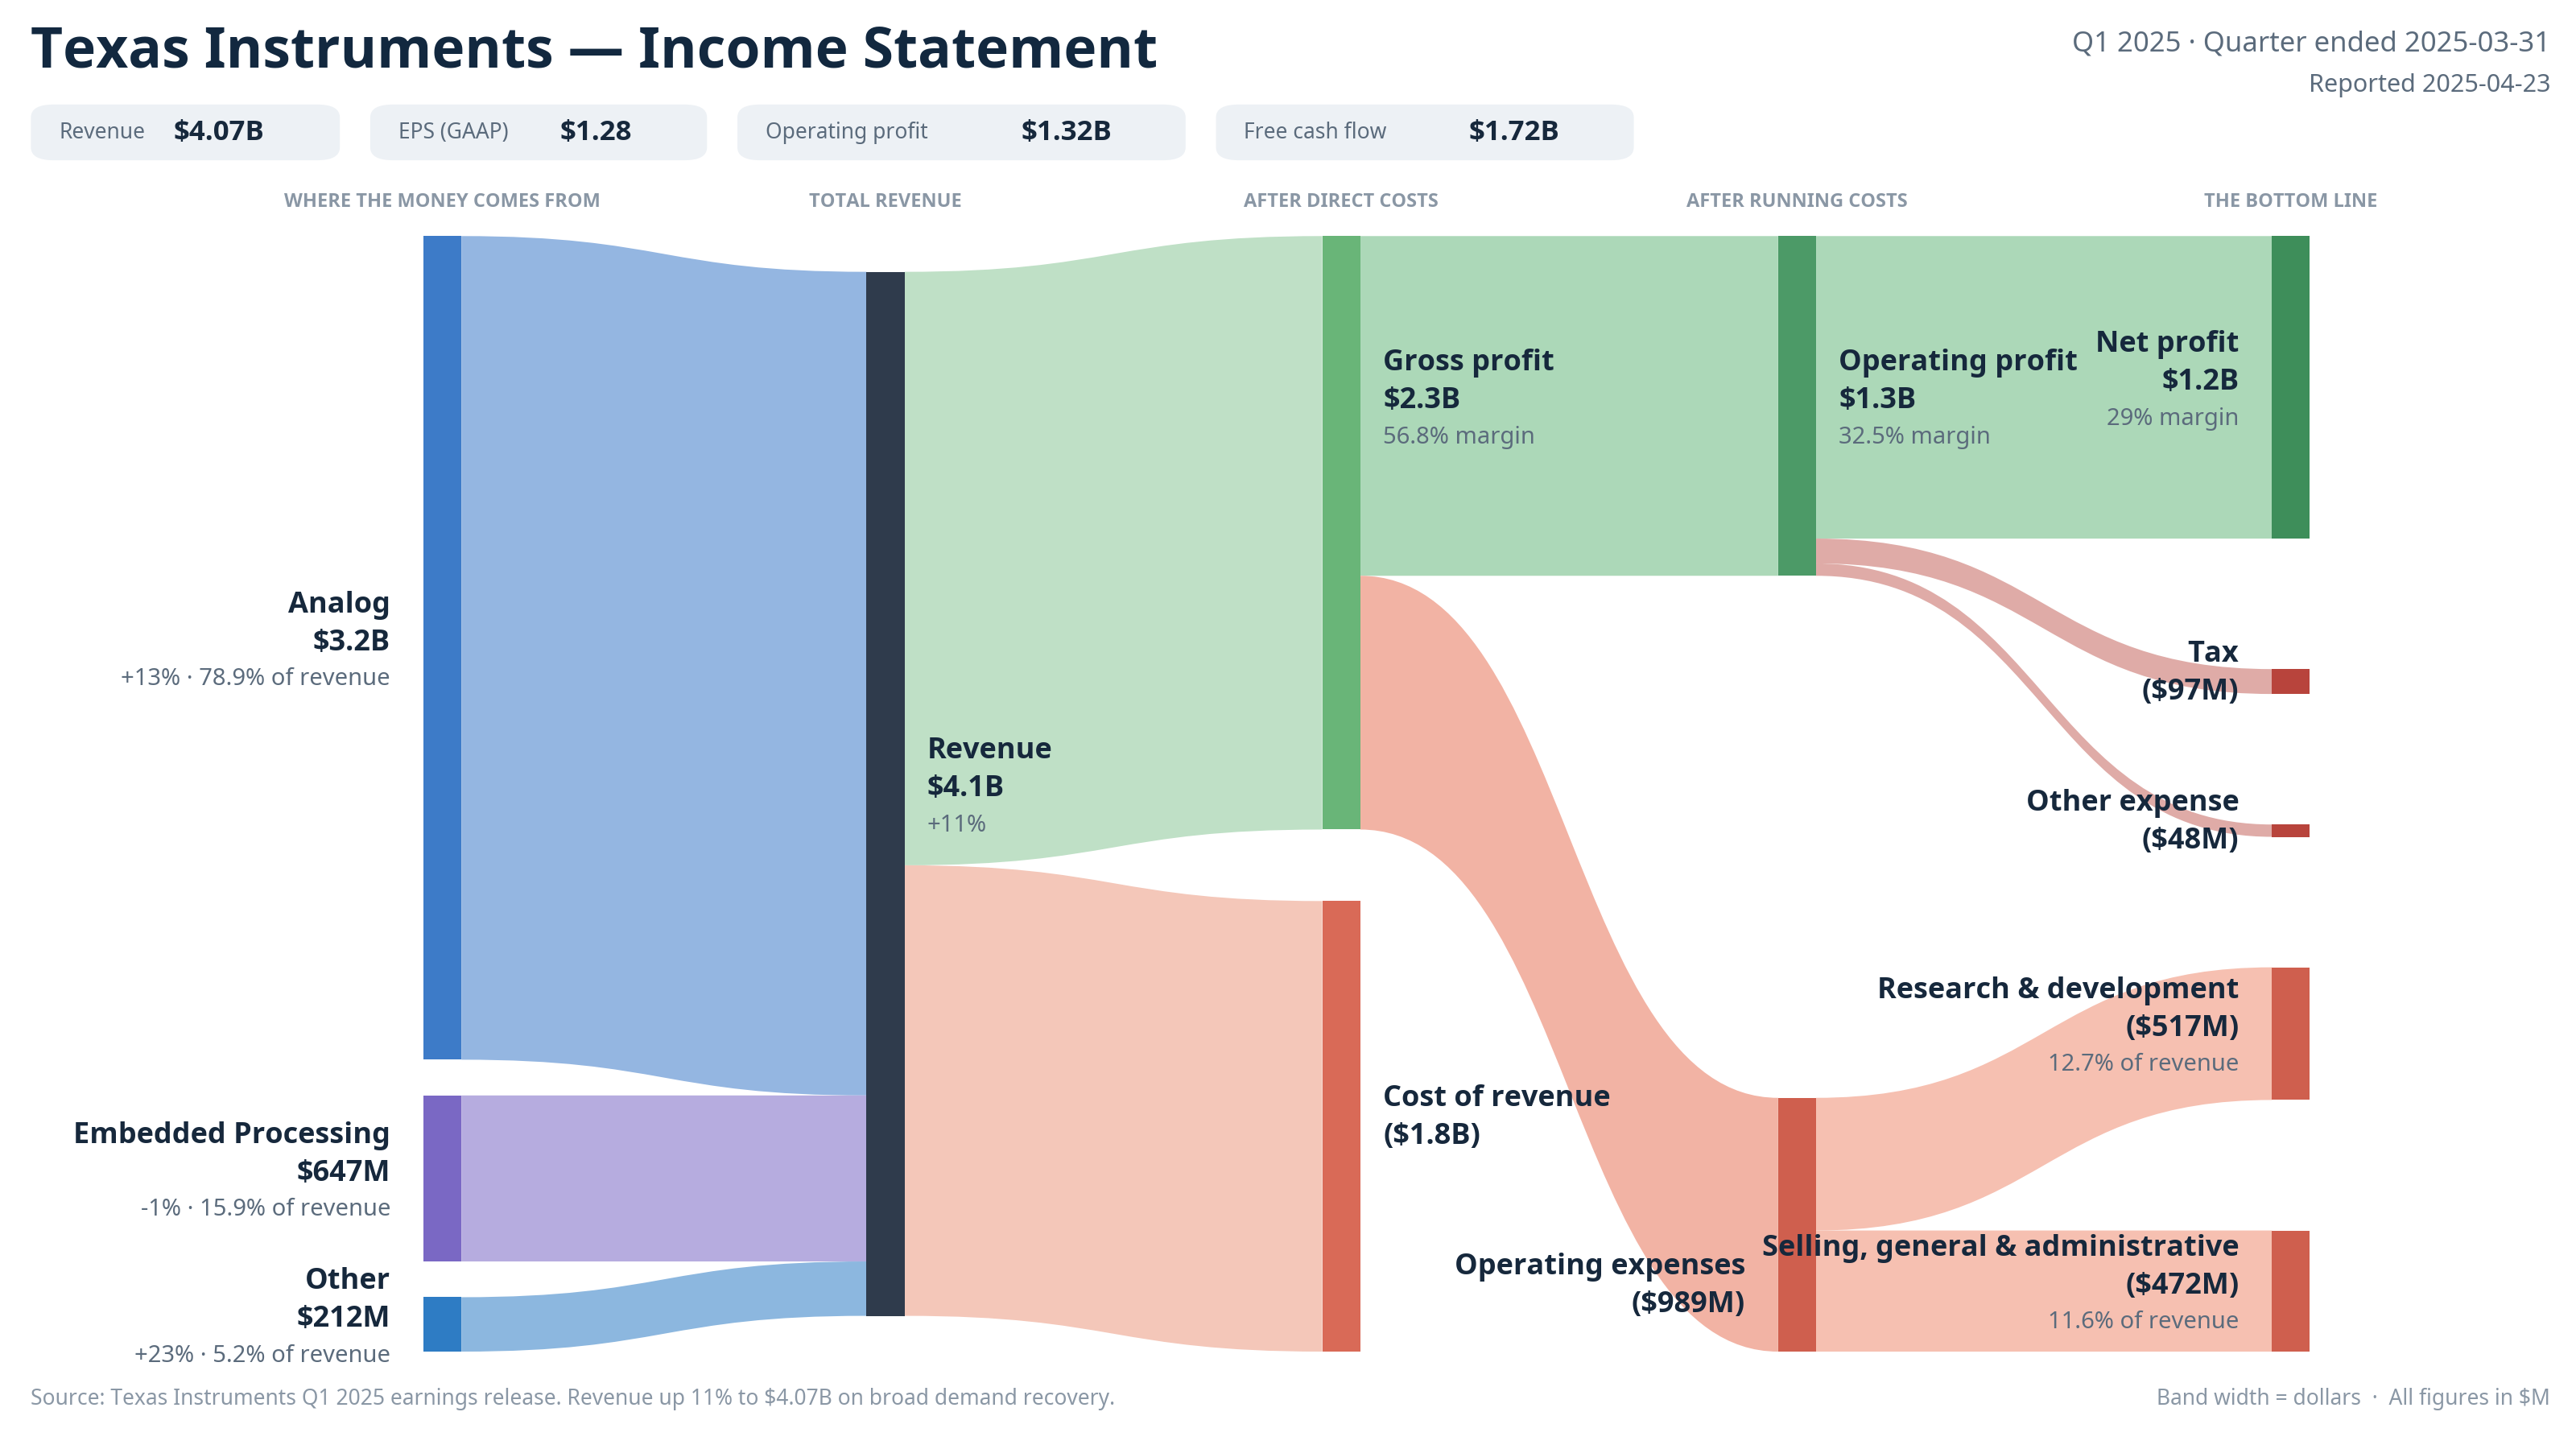 Texas Instruments — Income Statement
Q1 2025 · Quarter ended 2025-03-31
Reported 2025-04-23
Revenue $4.07B
EPS (GAAP) $1.28
Operating profit $1.32B
Free cash flow $1.72B
WHERE THE MONEY COMES FROM
TOTAL REVENUE
AFTER DIRECT COSTS
AFTER RUNNING COSTS
THE BOTTOM LINE
Analog
$3.2B
+13% · 78.9% of revenue
Embedded Processing
$647M
-1% · 15.9% of revenue
Other
$212M
+23% · 5.2% of revenue
Revenue
$4.1B
+11%
Gross profit
$2.3B
56.8% margin
Cost of revenue
($1.8B)
Operating profit
$1.3B
32.5% margin
Operating expenses
($989M)
Net profit
$1.2B
29% margin
Tax
($97M)
Other expense
($48M)
Research & development
($517M)
12.7% of revenue
Selling, general & administrative
($472M)
11.6% of revenue
Source: Texas Instruments Q1 2025 earnings release. Revenue up 11% to $4.07B on broad demand recovery.
Band width = dollars · All figures in $M